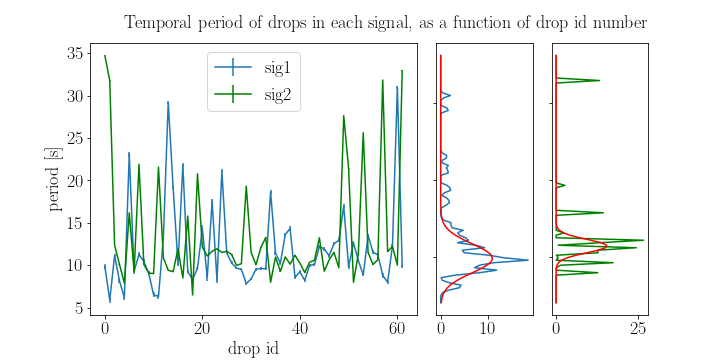 Temporal period of drops in each signal, as a function of drop id number
sig1
sig2
35
30
25
20
15
10
5
period [s]
0 20 40 60
0 10
0 25
drop id